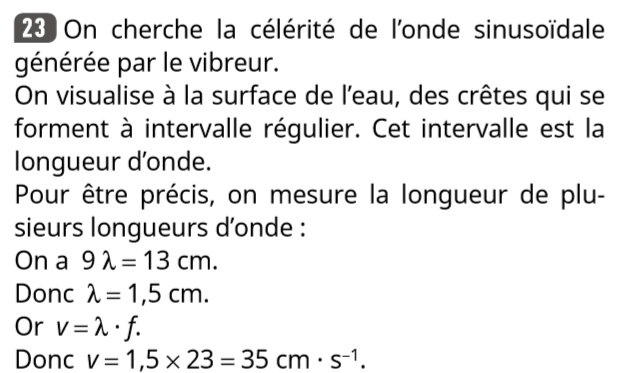 23 On cherche la célérité de l'onde sinusoïdale
générée par le vibreur.
On visualise à la surface de l'eau, des crêtes qui se
forment à intervalle régulier. Cet intervalle est la
longueur d'onde.
Pour être précis, on mesure la longueur de plu-
sieurs longueurs d'onde :
On a 9 λ = 13 cm.
Donc λ = 1,5 cm.
Or v = λ · f.
Donc v = 1,5 × 23 = 35 cm · s⁻¹.